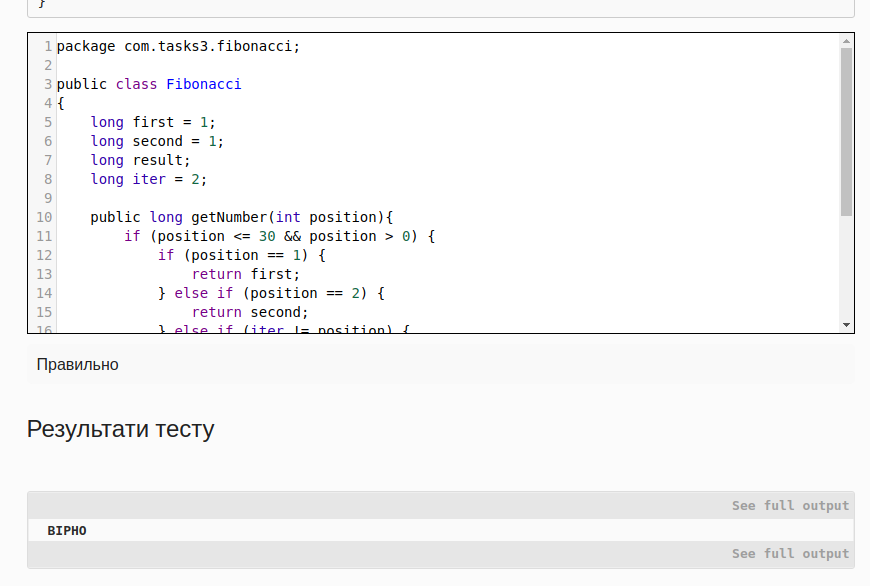 }
1 package com.tasks3.fibonacci;
2
3 public class Fibonacci
4 {
5     long first = 1;
6     long second = 1;
7     long result;
8     long iter = 2;
9
10     public long getNumber(int position){
11         if (position <= 30 && position > 0) {
12             if (position == 1) {
13                 return first;
14             } else if (position == 2) {
15                 return second;
16             } else if (iter != position) {
Правильно
Результати тесту
See full output
ВІРНО
See full output